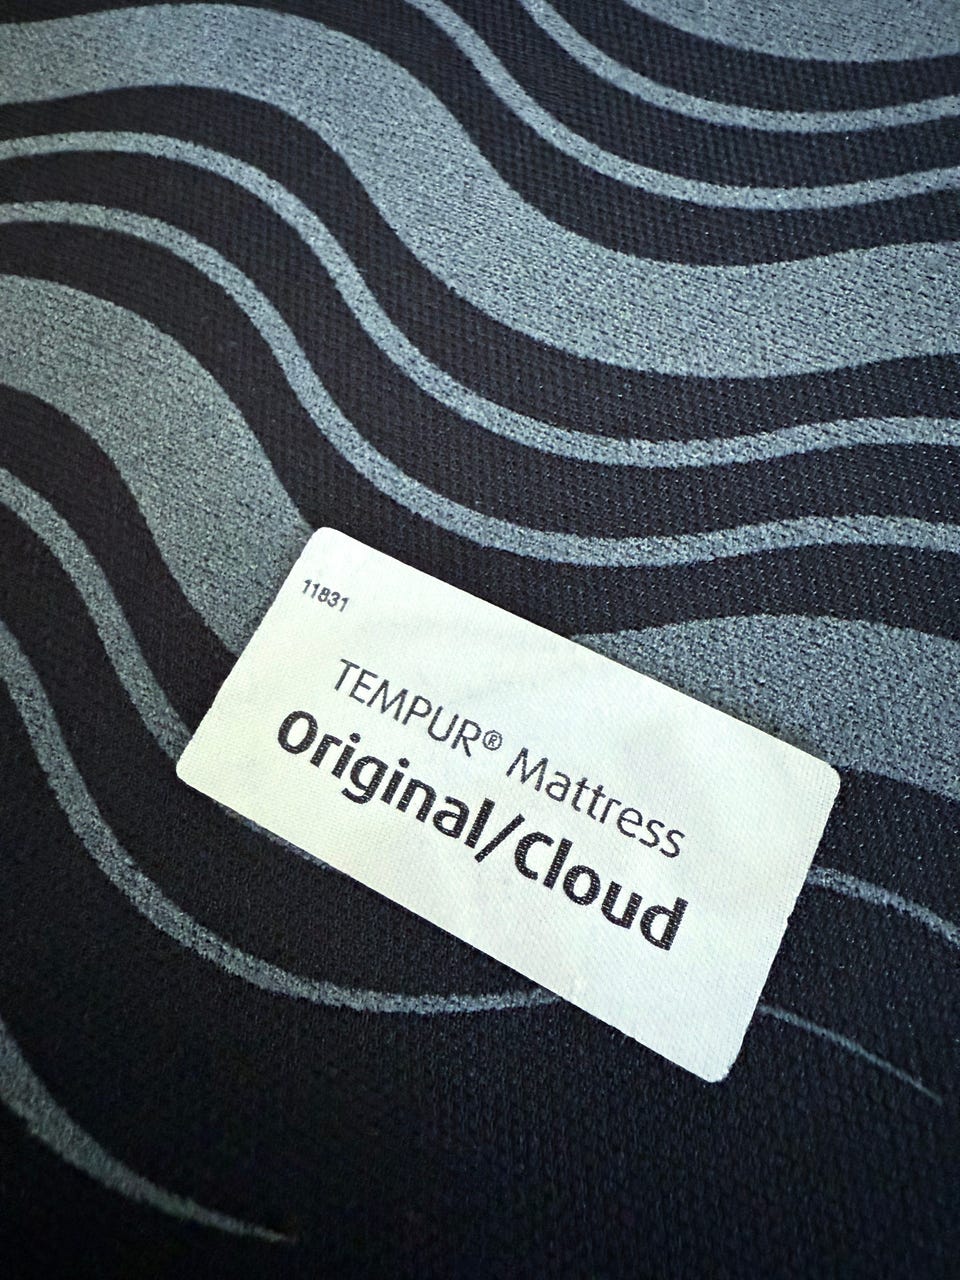 11831
TEMPUR® Mattress
Original/Cloud